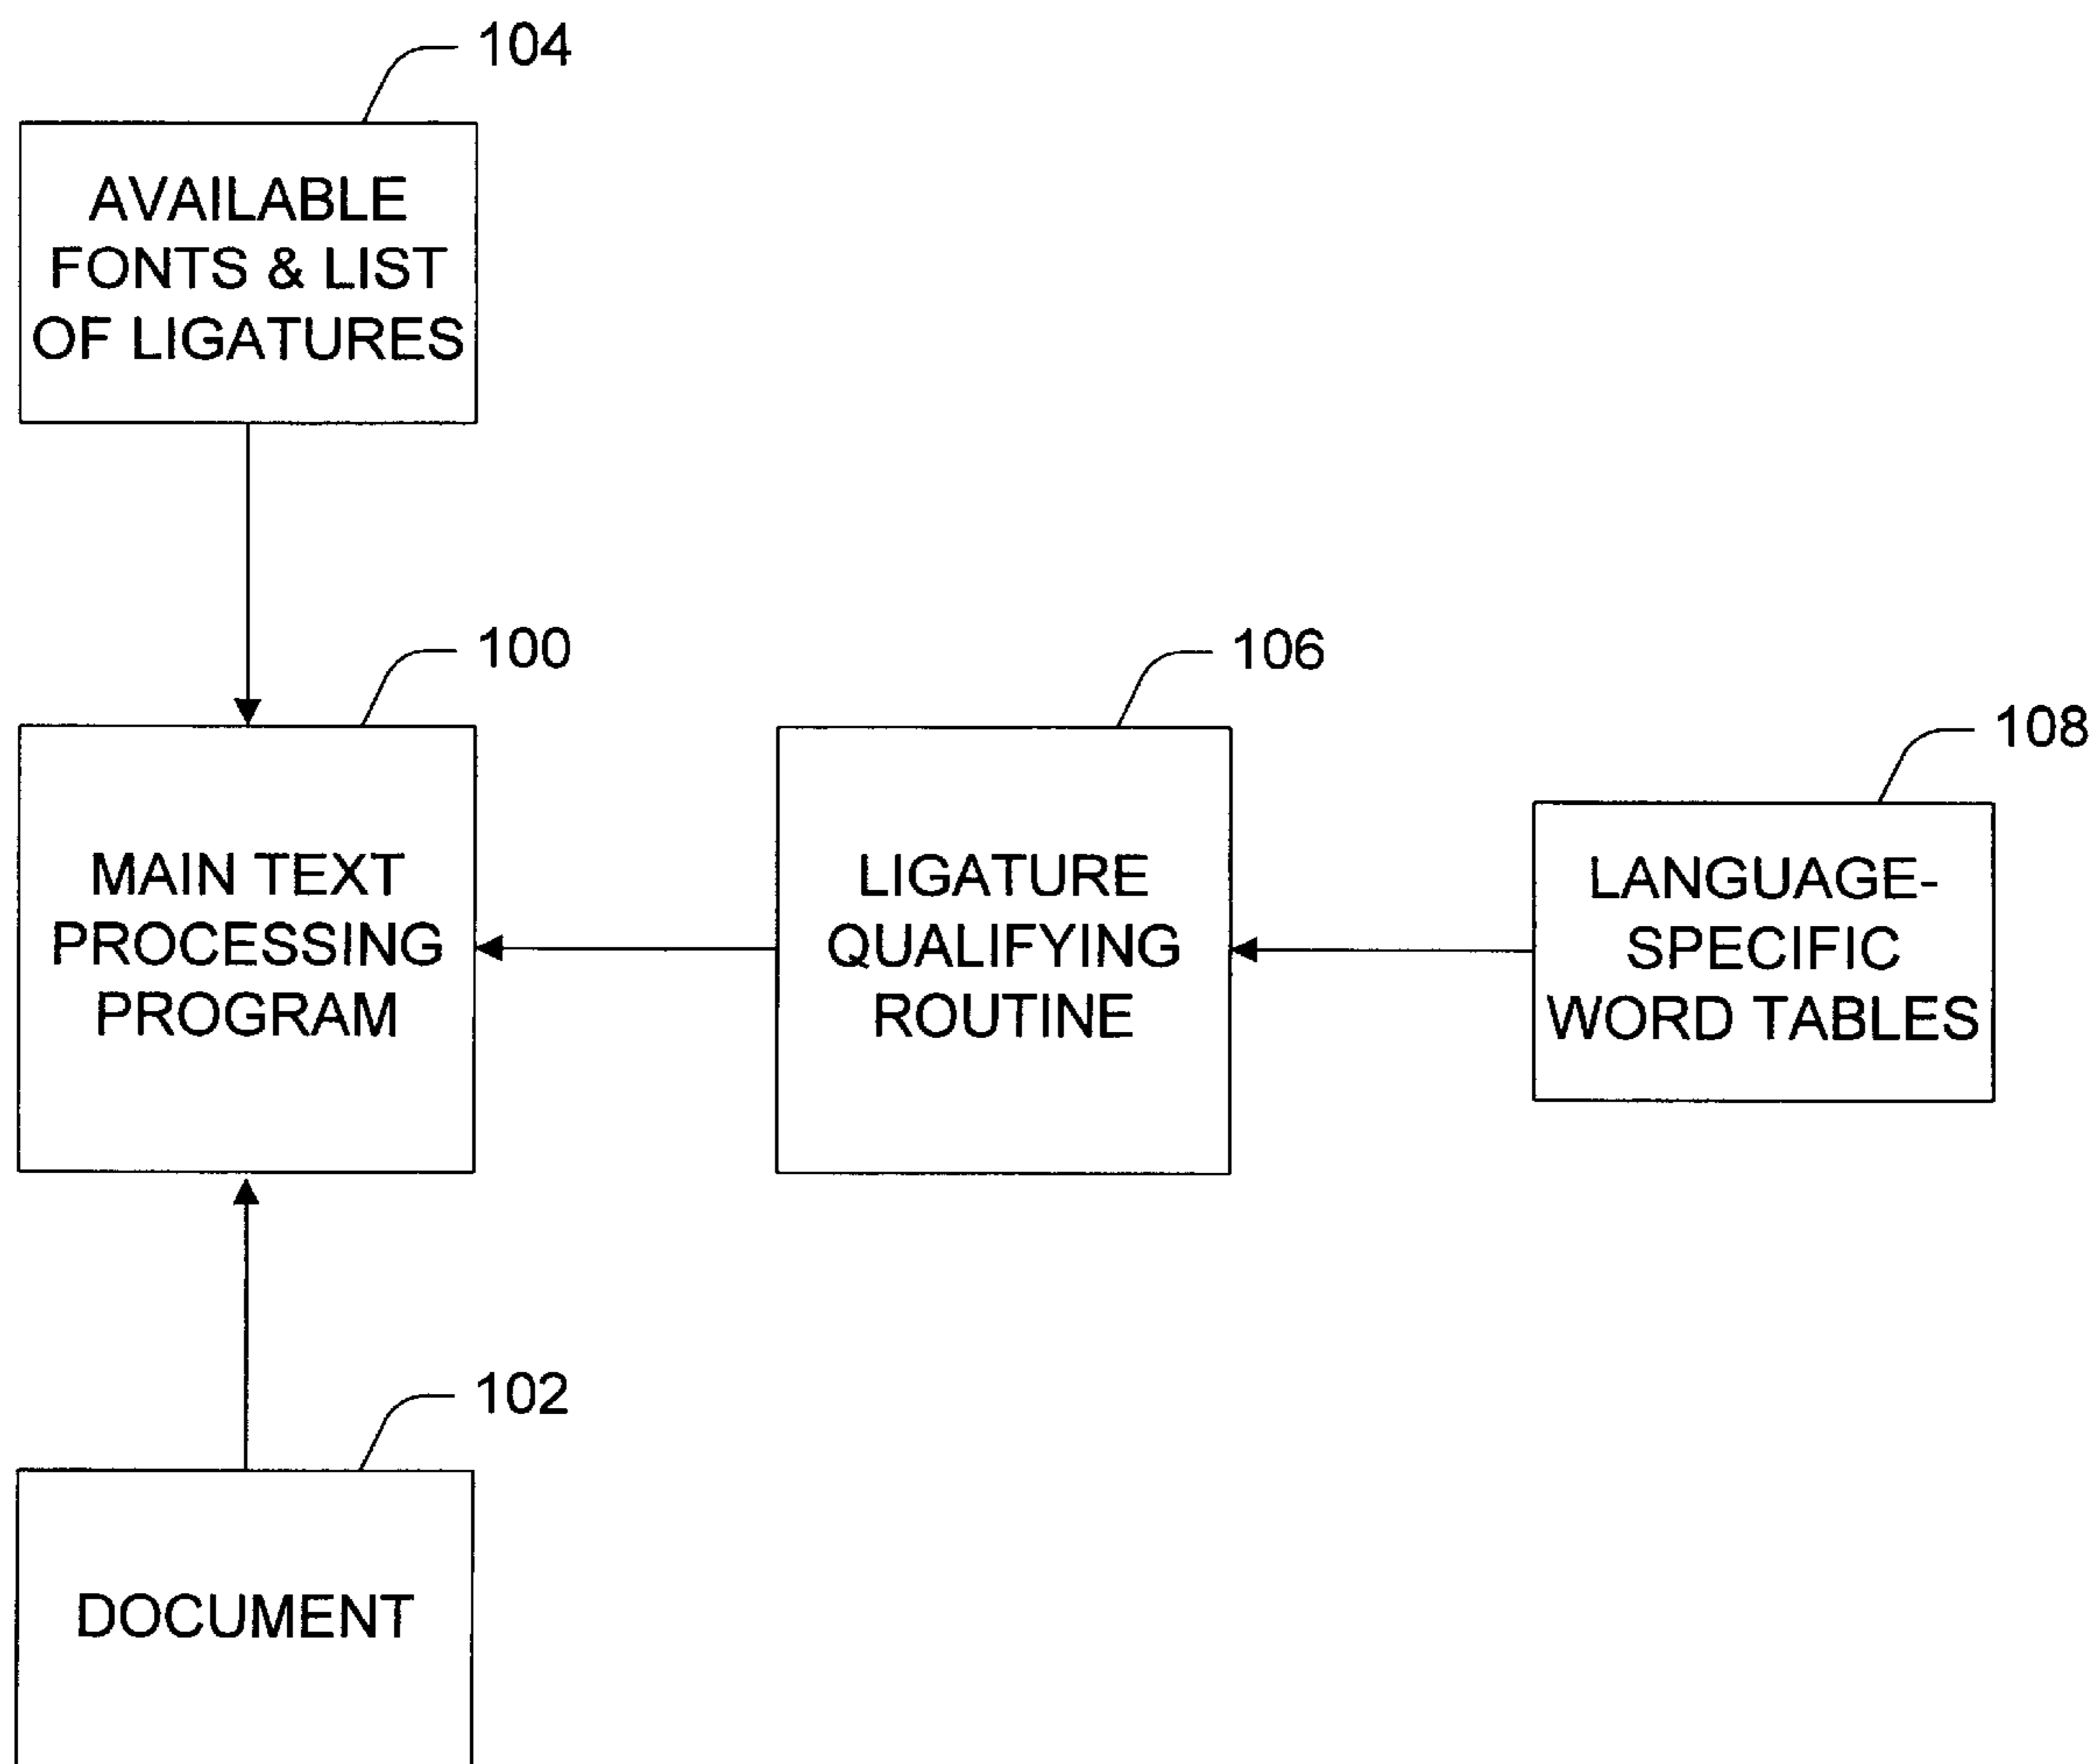 104
AVAILABLE
FONTS & LIST
OF LIGATURES
100
MAIN TEXT
PROCESSING
PROGRAM
106
LIGATURE
QUALIFYING
ROUTINE
108
LANGUAGE-
SPECIFIC
WORD TABLES
102
DOCUMENT